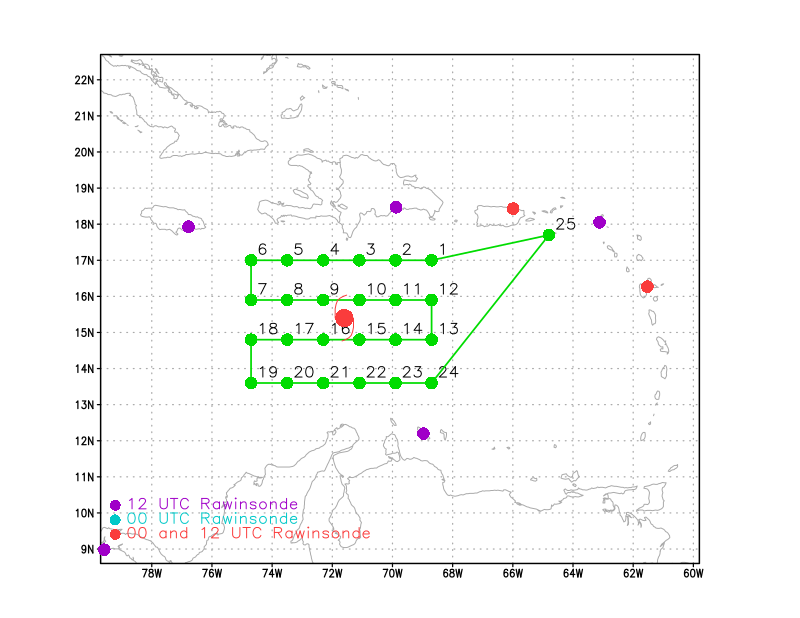 22N
21N
20N
19N
18N
25
6 5 4 3 2 1
17N
7 8 9 10 11 12
16N
18 17 16 15 14 13
15N
14N
19 20 21 22 23 24
13N
12N
11N
12 UTC Rawinsonde
10N
00 UTC Rawinsonde
00 and 12 UTC Rawinsonde
9N
78W 76W 74W 72W 70W 68W 66W 64W 62W 60W